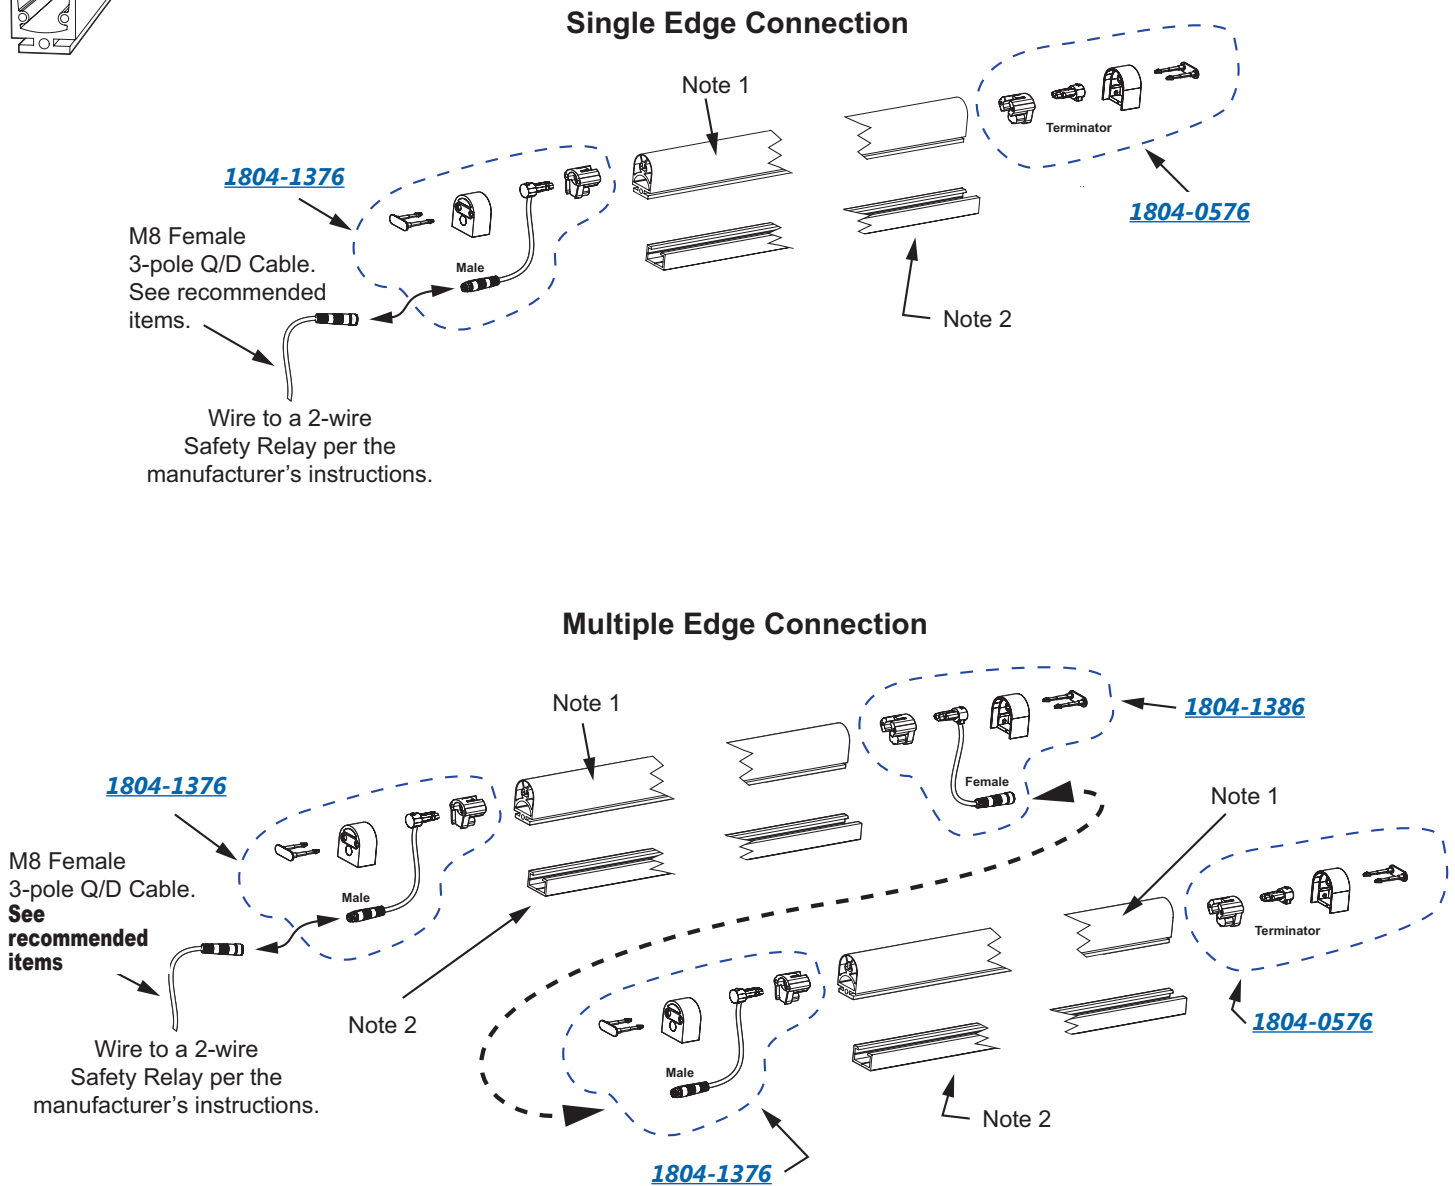 Single Edge Connection
Note 1
Terminator
1804-1376
1804-0576
M8 Female
3-pole Q/D Cable.
See recommended
items.
Male
Note 2
Wire to a 2-wire
Safety Relay per the
manufacturer's instructions.
Multiple Edge Connection
Note 1
1804-1386
1804-1376
Female
Note 1
M8 Female
3-pole Q/D Cable.
See
recommended
items
Male
Terminator
Note 2
1804-0576
Wire to a 2-wire
Safety Relay per the
manufacturer's instructions.
Male
Note 2
1804-1376